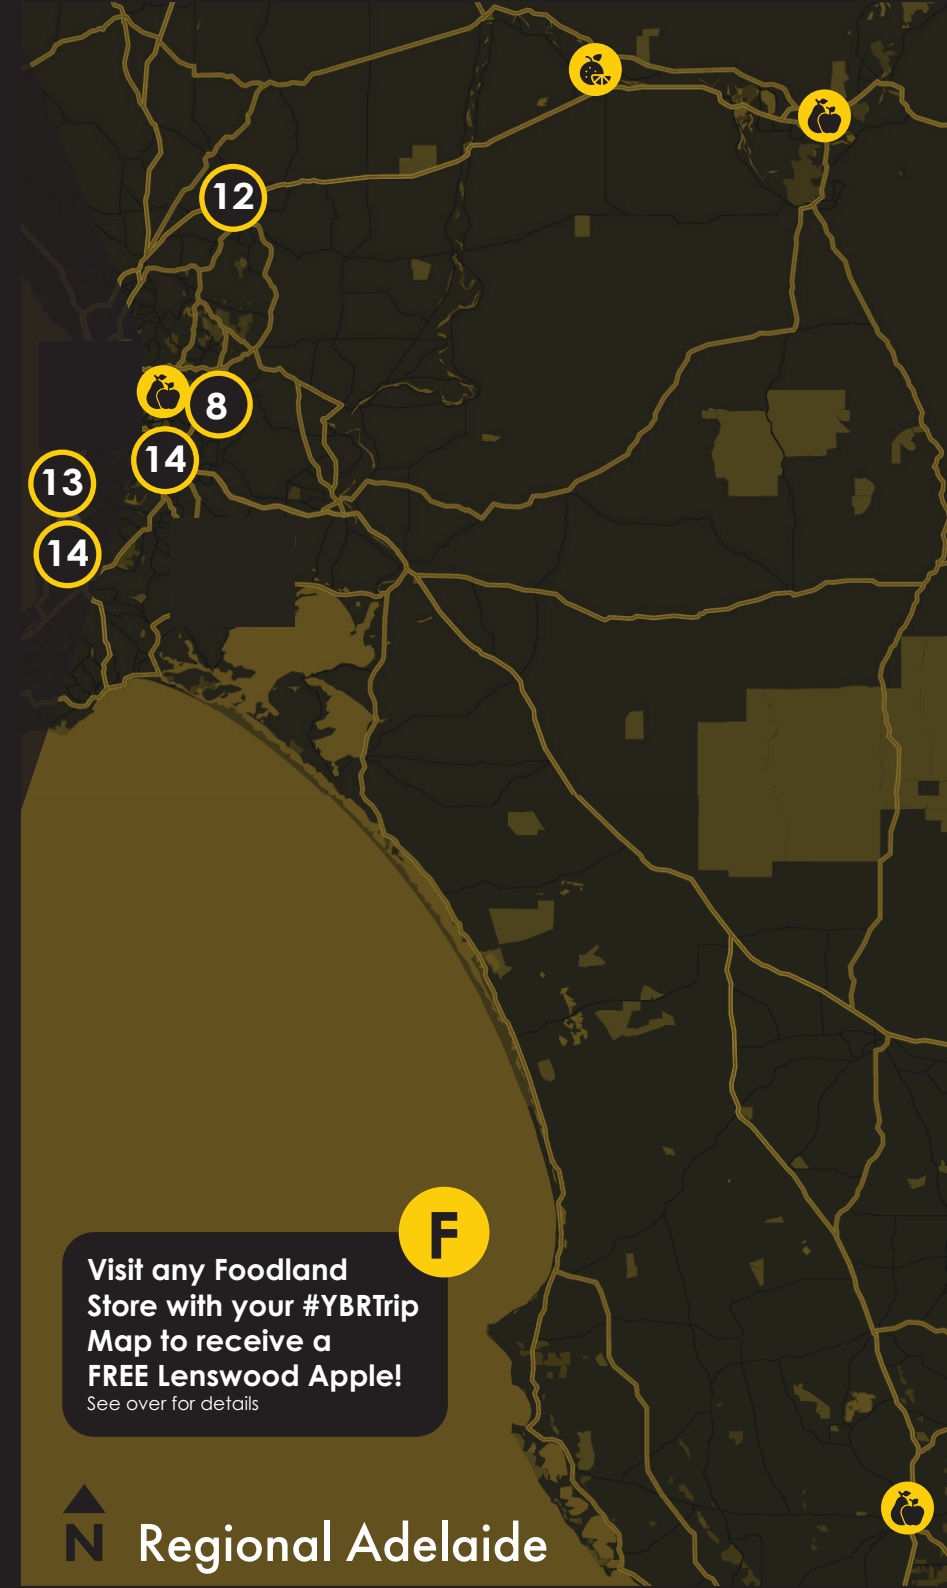 12
8
14
13
14
F
Visit any Foodland
Store with your #YBRTrip
Map to receive a
FREE Lenswood Apple!
See over for details
N
Regional Adelaide